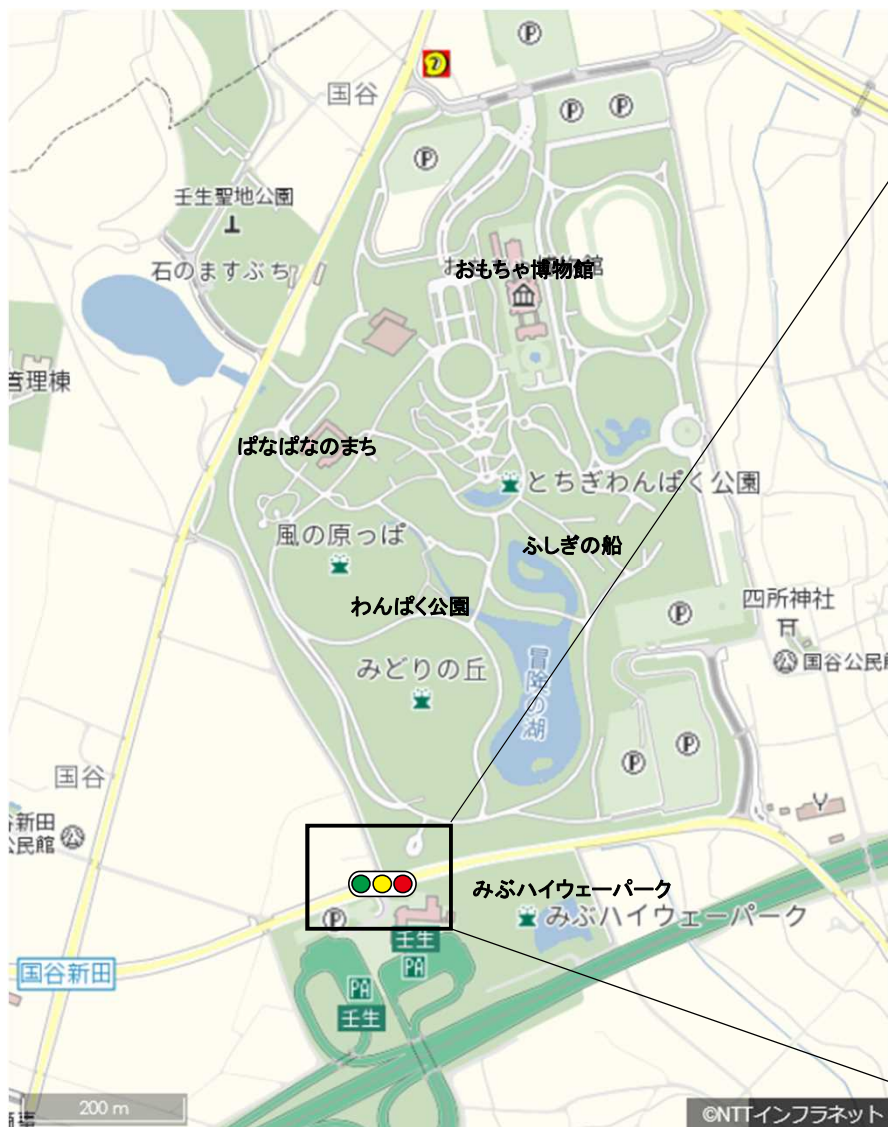 国谷
P
P
P
P
壬生聖地公園
石のますぶち
おもちゃ博物館
管理棟
ぱなぱなのまち
とちぎわんぱく公園
風の原っぱ
ふしぎの船
わんぱく公園
P
四所神社
国谷公民館
みどりの丘
冒険の湖
P
P
国谷
新田
公民館
みぶハイウェーパーク
P
みぶハイウェーパーク
壬生
PA
PA
壬生
国谷新田
200 m
©NTTインフラネット